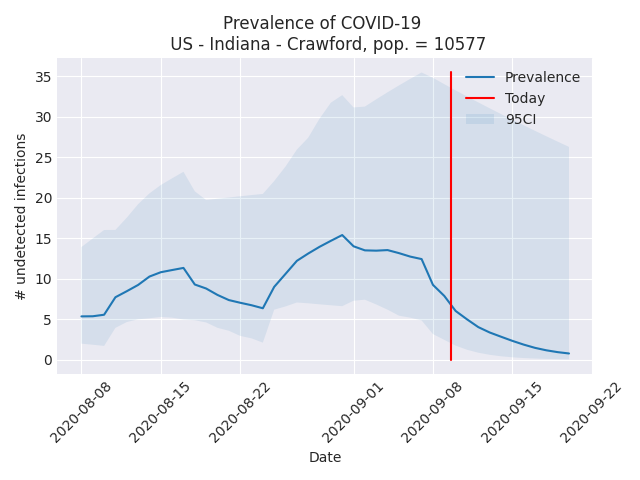 Prevalence of COVID-19
US - Indiana - Crawford, pop. = 10577
Prevalence
Today
95CI
# undetected infections
35
30
25
20
15
10
5
0
2020-08-08
2020-08-15
2020-08-22
2020-09-01
2020-09-08
2020-09-15
2020-09-22
Date